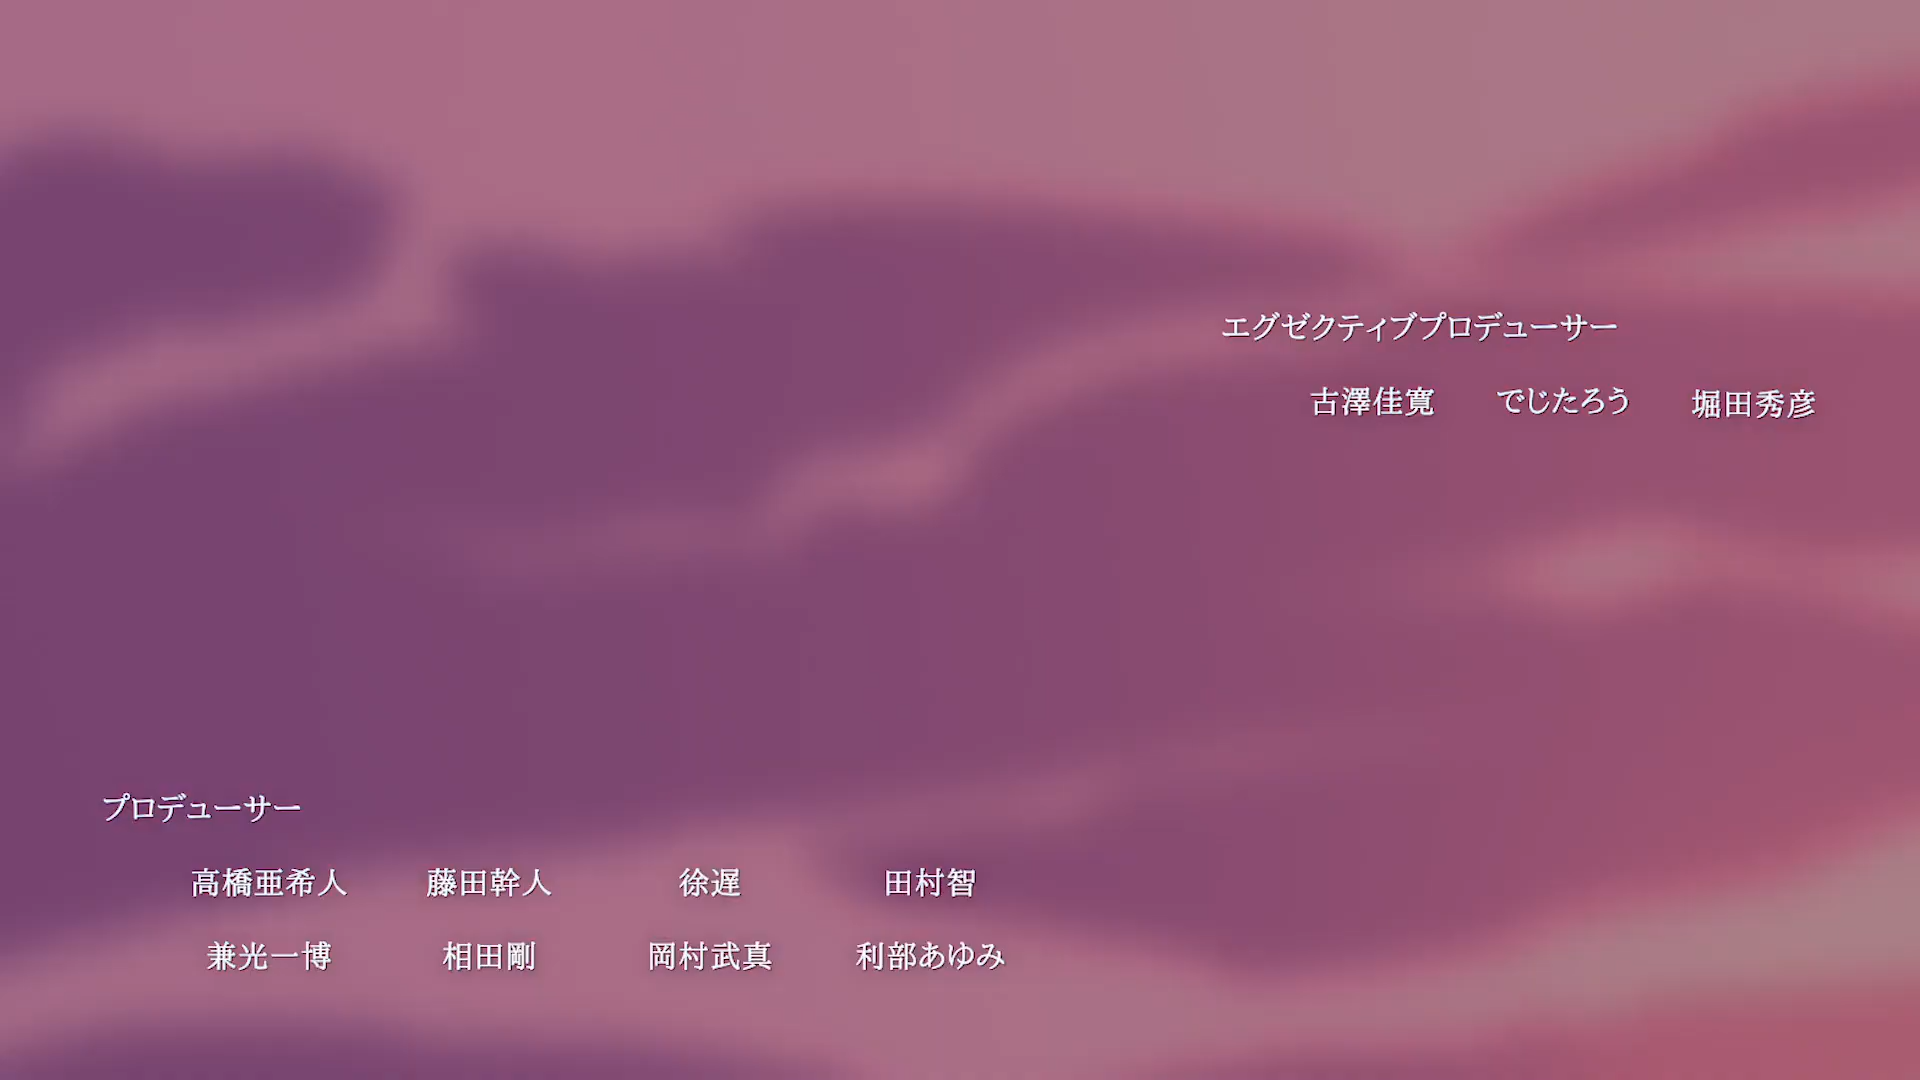 エグゼクティブプロデューサー
古澤佳寛 でじたろう 堀田秀彦
プロデューサー
高橋亜希人 藤田幹人 徐遅 田村智
兼光一博 相田剛 岡村武真 利部あゆみ